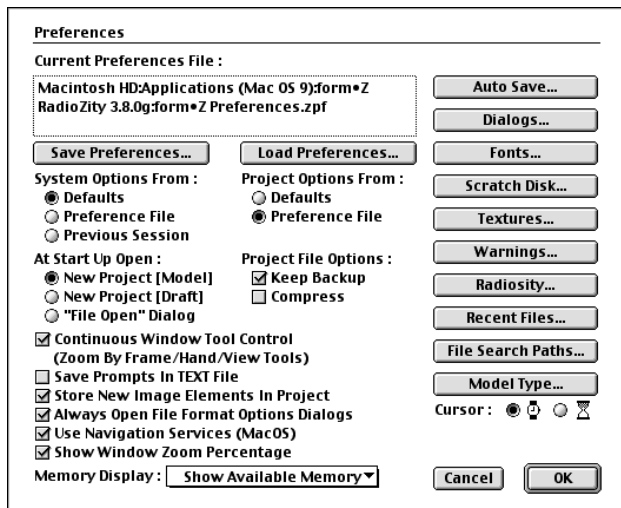 Preferences
Current Preferences File :
Macintosh HD:Applications (Mac OS 9):form•Z
RadioZity 3.8.0g:form•Z Preferences.zpf
Save Preferences...
Load Preferences...
System Options From :
Defaults
Preference File
Previous Session
Project Options From :
Defaults
Preference File
At Start Up Open :
New Project [Model]
New Project [Draft]
"File Open" Dialog
Project File Options :
Keep Backup
Compress
Continuous Window Tool Control
(Zoom By Frame/Hand/View Tools)
Save Prompts In TEXT File
Store New Image Elements In Project
Always Open File Format Options Dialogs
Use Navigation Services (MacOS)
Show Window Zoom Percentage
Memory Display : Show Available Memory
Auto Save...
Dialogs...
Fonts...
Scratch Disk...
Textures...
Warnings...
Radiosity...
Recent Files...
File Search Paths...
Model Type...
Cursor :
Cancel
OK